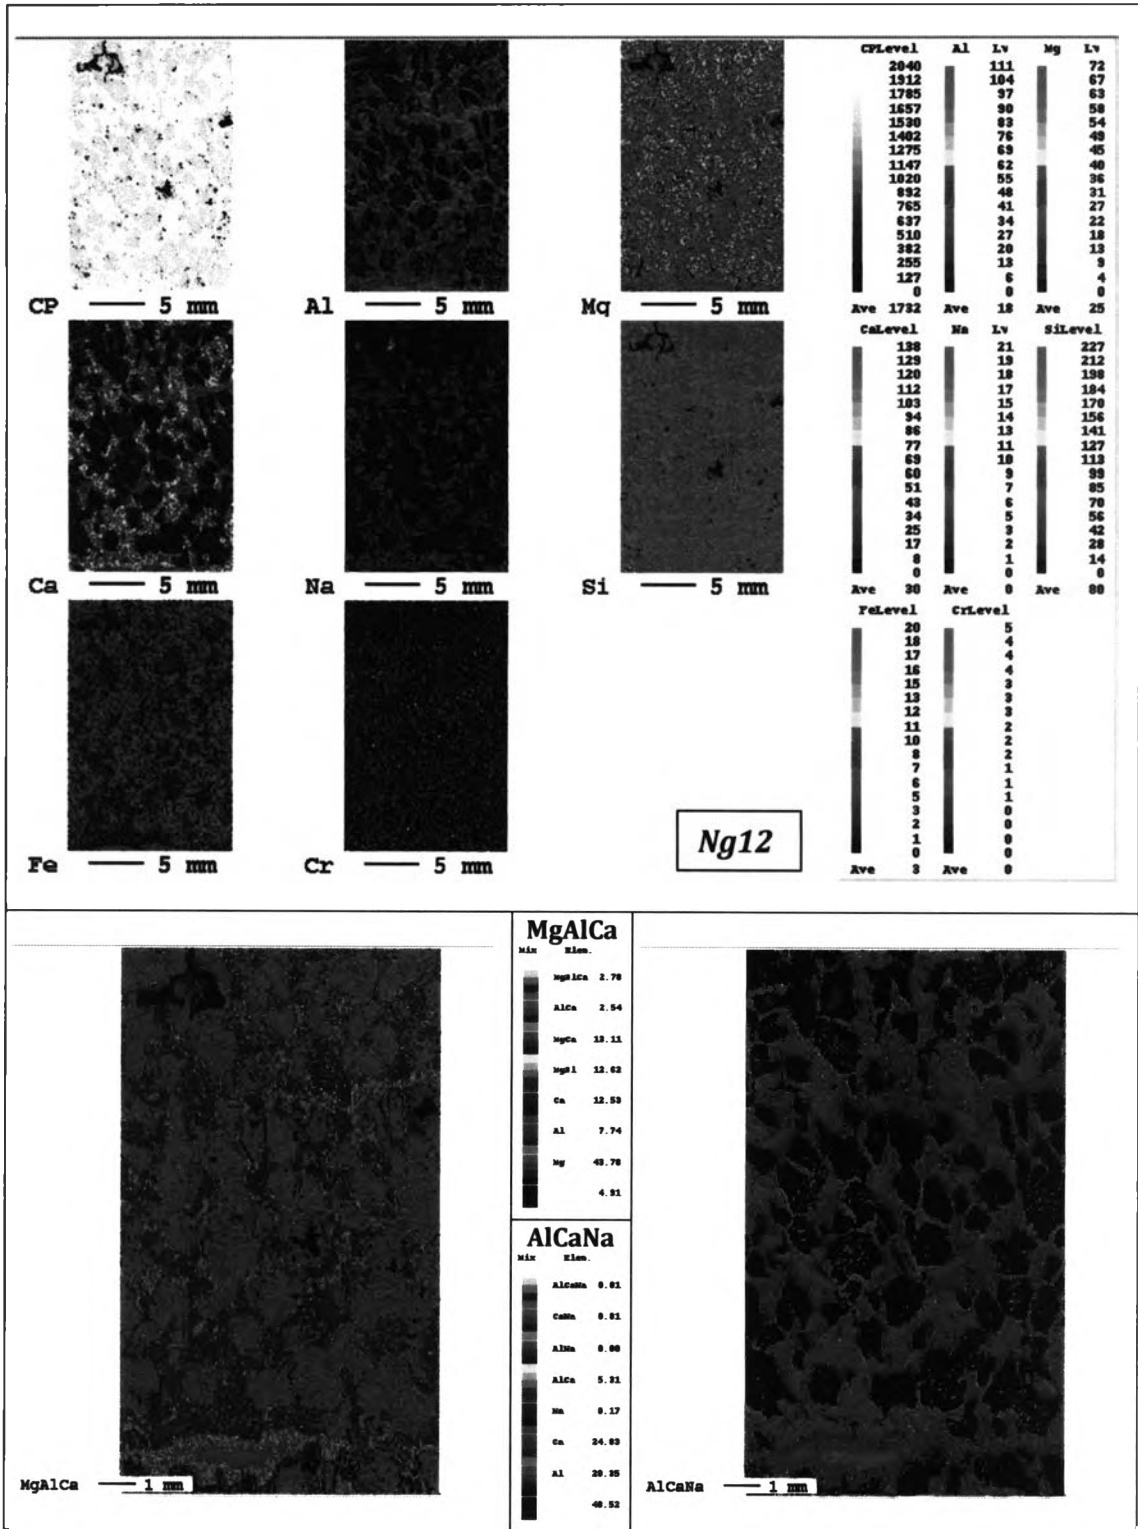 CP 5 mm
Al 5 mm
Mg 5 mm
CPLevel Al Lv Mg Lv
2040 111 72
1912 104 67
1785 97 63
1657 90 58
1530 83 54
1402 76 49
1275 69 45
1147 62 40
1020 55 36
892 48 31
765 41 27
637 34 22
510 27 18
382 20 13
255 13 9
127 6 4
0 0 0
Ave 1732 Ave 18 Ave 25
Ca 5 mm
Na 5 mm
Si 5 mm
CaLevel Na Lv SiLevel
138 21 227
129 19 212
120 18 198
112 17 184
103 15 170
94 14 156
86 13 141
77 11 127
69 10 113
60 9 99
51 7 85
43 6 70
34 5 56
25 3 42
17 2 28
8 1 14
0 0 0
Ave 30 Ave 0 Ave 80
Fe 5 mm
Cr 5 mm
Ng12
FeLevel CrLevel
20 5
18 4
17 4
16 4
15 3
13 3
12 3
11 2
10 2
8 2
7 1
6 1
5 1
3 0
2 0
1 0
0 0
Ave 3 Ave 0
MgAlCa 1 mm
MgAlCa
Mix Elem.
MgAlCa 2.78
AlCa 2.54
MgCa 13.11
MgAl 12.62
Ca 12.53
Al 7.74
Mg 43.78
4.91
AlCaNa
Mix Elem.
AlCaNa 0.01
CaNa 0.01
AlNa 0.00
AlCa 5.31
Na 0.17
Ca 24.83
Al
40.52
AlCaNa 1 mm